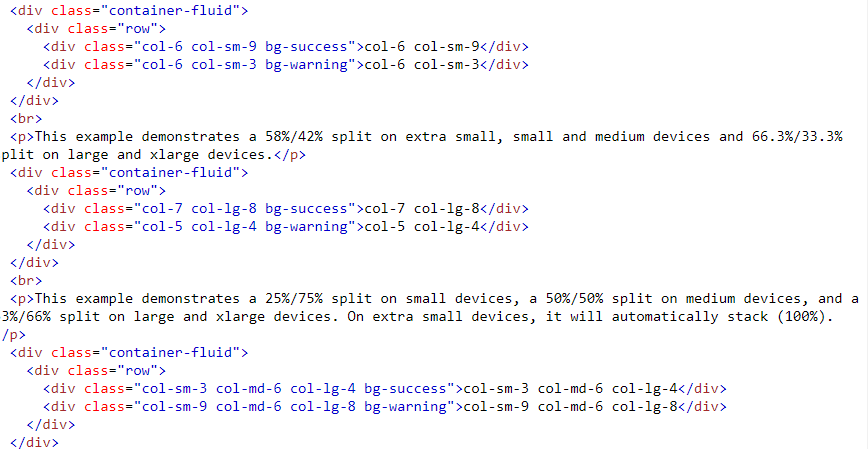 <div class="container-fluid">
<div class="row">
<div class="col-6 col-sm-9 bg-success">col-6 col-sm-9</div>
<div class="col-6 col-sm-3 bg-warning">col-6 col-sm-3</div>
</div>
</div>
<br>
<p>This example demonstrates a 58%/42% split on extra small, small and medium devices and 66.3%/33.3%
plit on large and xlarge devices.</p>
<div class="container-fluid">
<div class="row">
<div class="col-7 col-lg-8 bg-success">col-7 col-lg-8</div>
<div class="col-5 col-lg-4 bg-warning">col-5 col-lg-4</div>
</div>
</div>
<br>
<p>This example demonstrates a 25%/75% split on small devices, a 50%/50% split on medium devices, and a
3%/66% split on large and xlarge devices. On extra small devices, it will automatically stack (100%).
/p>
<div class="container-fluid">
<div class="row">
<div class="col-sm-3 col-md-6 col-lg-4 bg-success">col-sm-3 col-md-6 col-lg-4</div>
<div class="col-sm-9 col-md-6 col-lg-8 bg-warning">col-sm-9 col-md-6 col-lg-8</div>
</div>
</div>